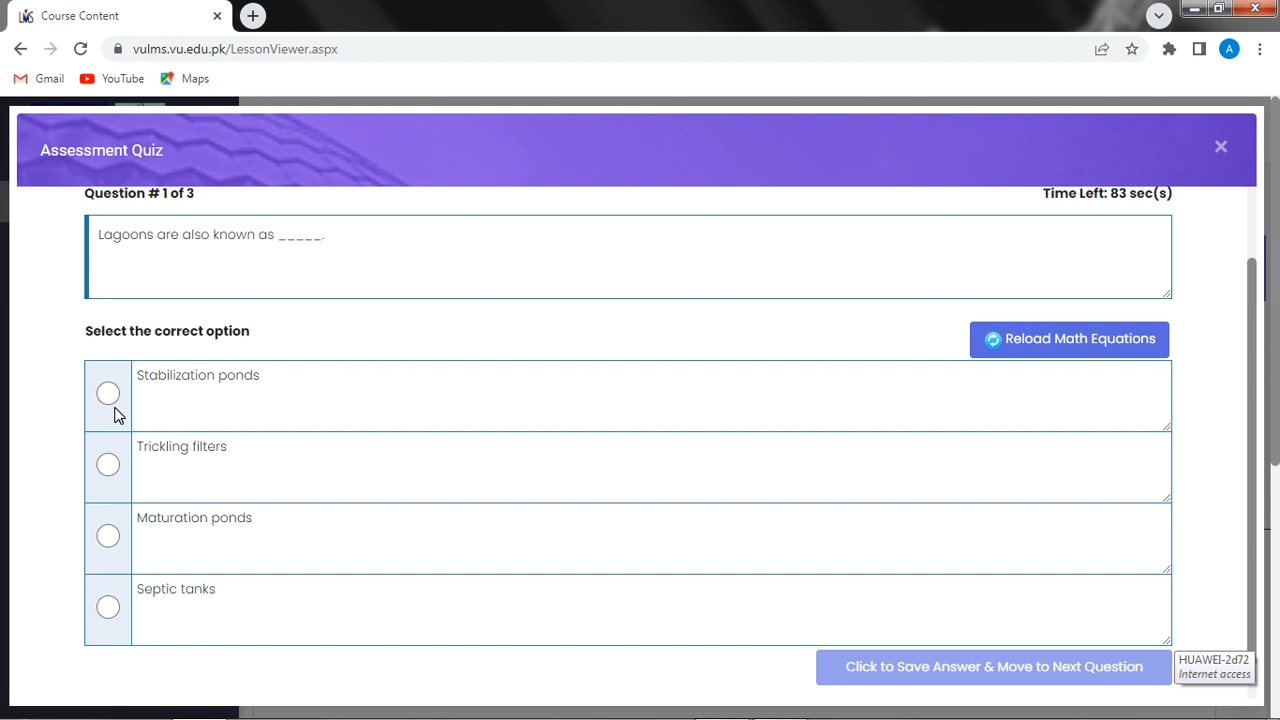 Course Content
vulms.vu.edu.pk/LessonViewer.aspx
A
Gmail
YouTube
Maps
Assessment Quiz
Question # 1 of 3
Time Left: 83 sec(s)
Lagoons are also known as _____.
Select the correct option
Reload Math Equations
Stabilization ponds
Trickling filters
Maturation ponds
Septic tanks
Click to Save Answer & Move to Next Question
HUAWEI-2d72
Internet access